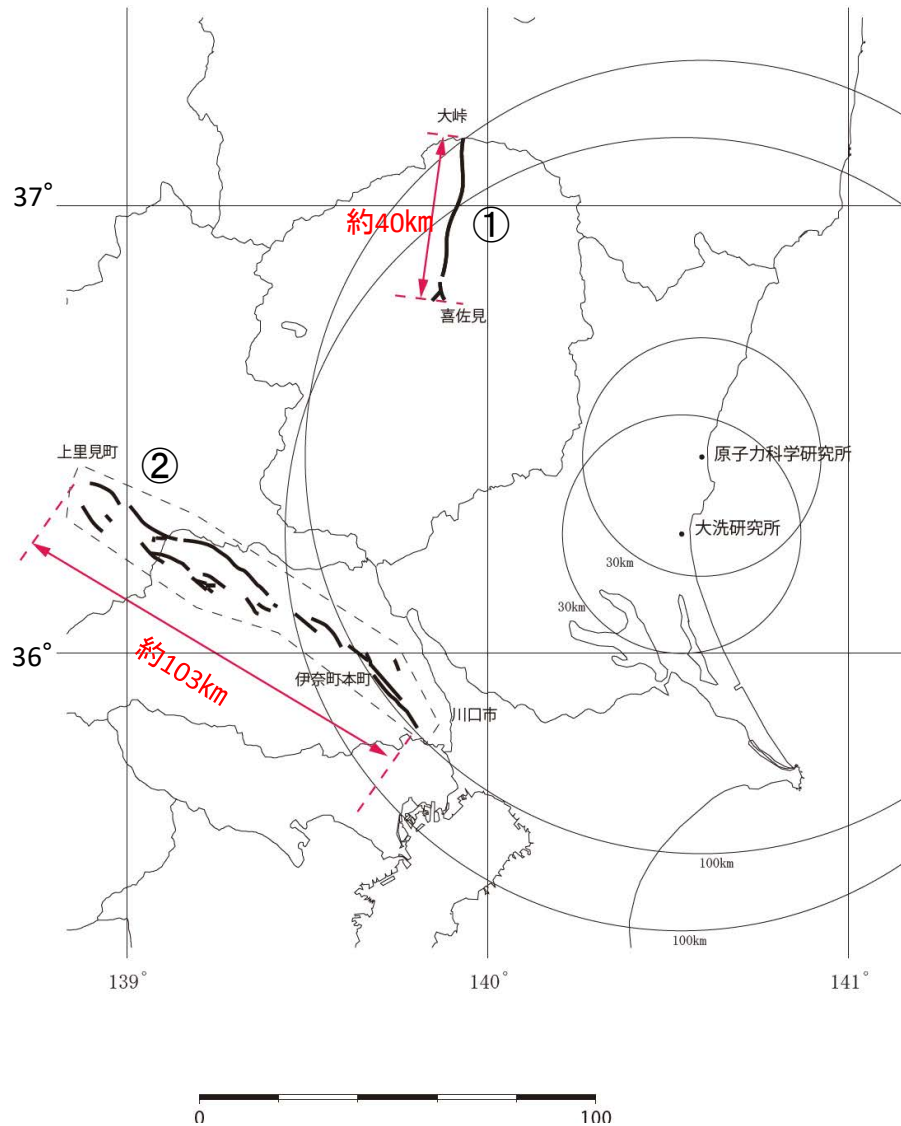 大峠
37°
約40km
①
喜佐見
上里見町
②
原子力科学研究所
大洗研究所
30km
30km
36°
約103km
伊奈町本町
川口市
100km
100km
139°
140°
141°
0
100